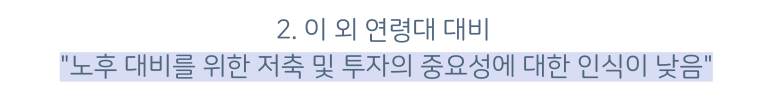 2. 이 외 연령대 대비
"노후 대비를 위한 저축 및 투자의 중요성에 대한 인식이 낮음"